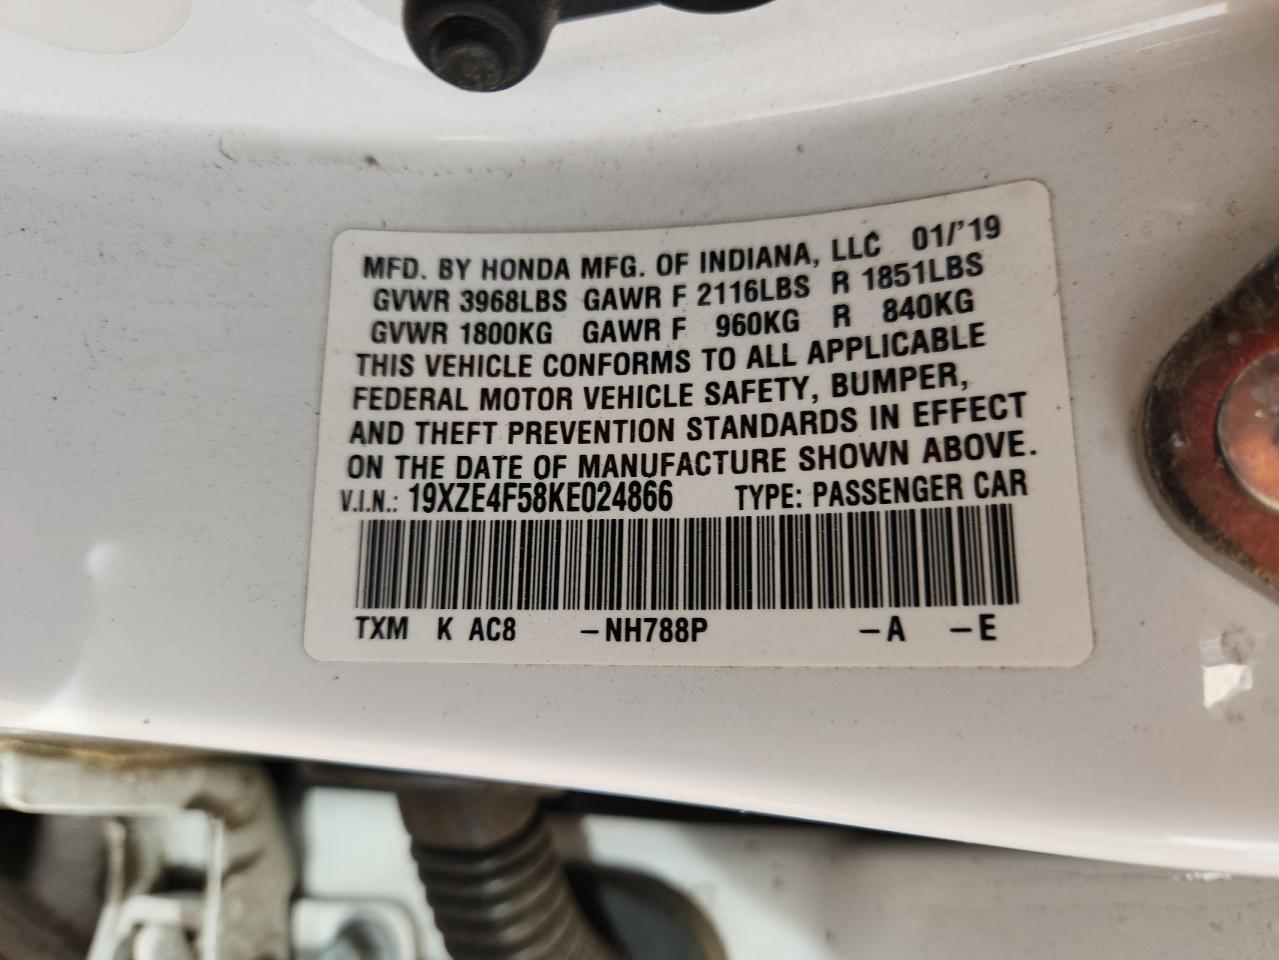 MFD. BY HONDA MFG. OF INDIANA, LLC 01/'19
GVWR 3968LBS GAWR F 2116LBS R 1851LBS
GVWR 1800KG GAWR F 960KG R 840KG
THIS VEHICLE CONFORMS TO ALL APPLICABLE
FEDERAL MOTOR VEHICLE SAFETY, BUMPER,
AND THEFT PREVENTION STANDARDS IN EFFECT
ON THE DATE OF MANUFACTURE SHOWN ABOVE.
V.I.N.: 19XZE4F58KE024866 TYPE: PASSENGER CAR
TXM K AC8 –NH788P –A –E